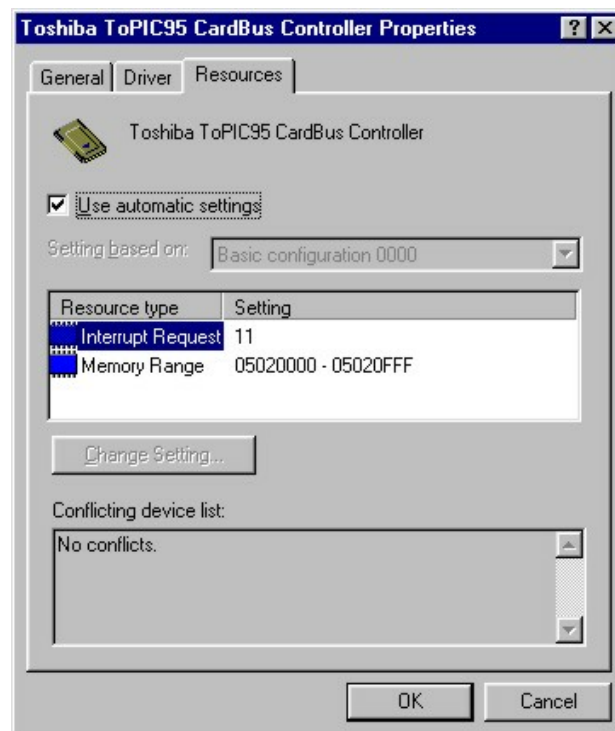 Toshiba ToPIC95 CardBus Controller Properties
General Driver Resources
Toshiba ToPIC95 CardBus Controller
Use automatic settings
Setting based on: Basic configuration 0000
Resource type Setting
Interrupt Request 11
Memory Range 05020000 - 05020FFF
Change Setting...
Conflicting device list:
No conflicts.
OK Cancel